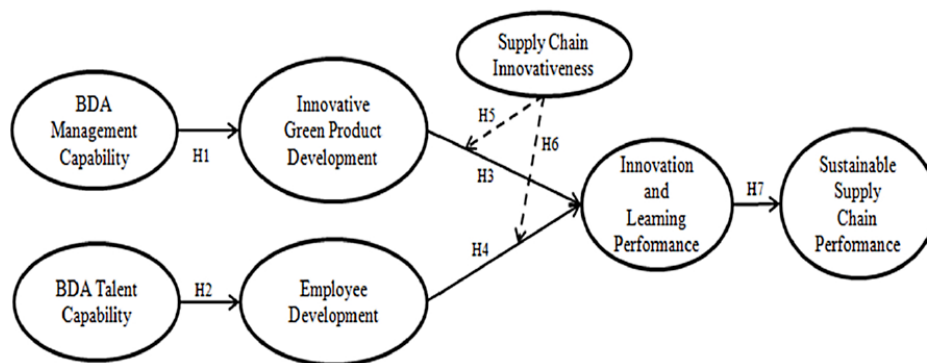 Supply Chain
Innovativeness
BDA
Management
Capability
H1
Innovative
Green Product
Development
H5
H6
H3
Innovation
and
Learning
Performance
H7
Sustainable
Supply
Chain
Performance
H4
BDA Talent
Capability
H2
Employee
Development